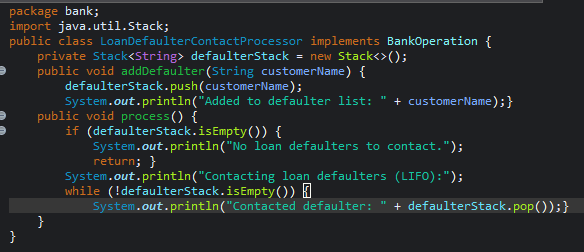 package bank;
import java.util.Stack;
public class LoanDefaulterContactProcessor implements BankOperation {
    private Stack<String> defaulterStack = new Stack<>();
    public void addDefaulter(String customerName) {
        defaulterStack.push(customerName);
        System.out.println("Added to defaulter list: " + customerName);}
    public void process() {
        if (defaulterStack.isEmpty()) {
            System.out.println("No loan defaulters to contact.");
            return; }
        System.out.println("Contacting loan defaulters (LIFO):");
        while (!defaulterStack.isEmpty()) {
            System.out.println("Contacted defaulter: " + defaulterStack.pop());}
    }
}